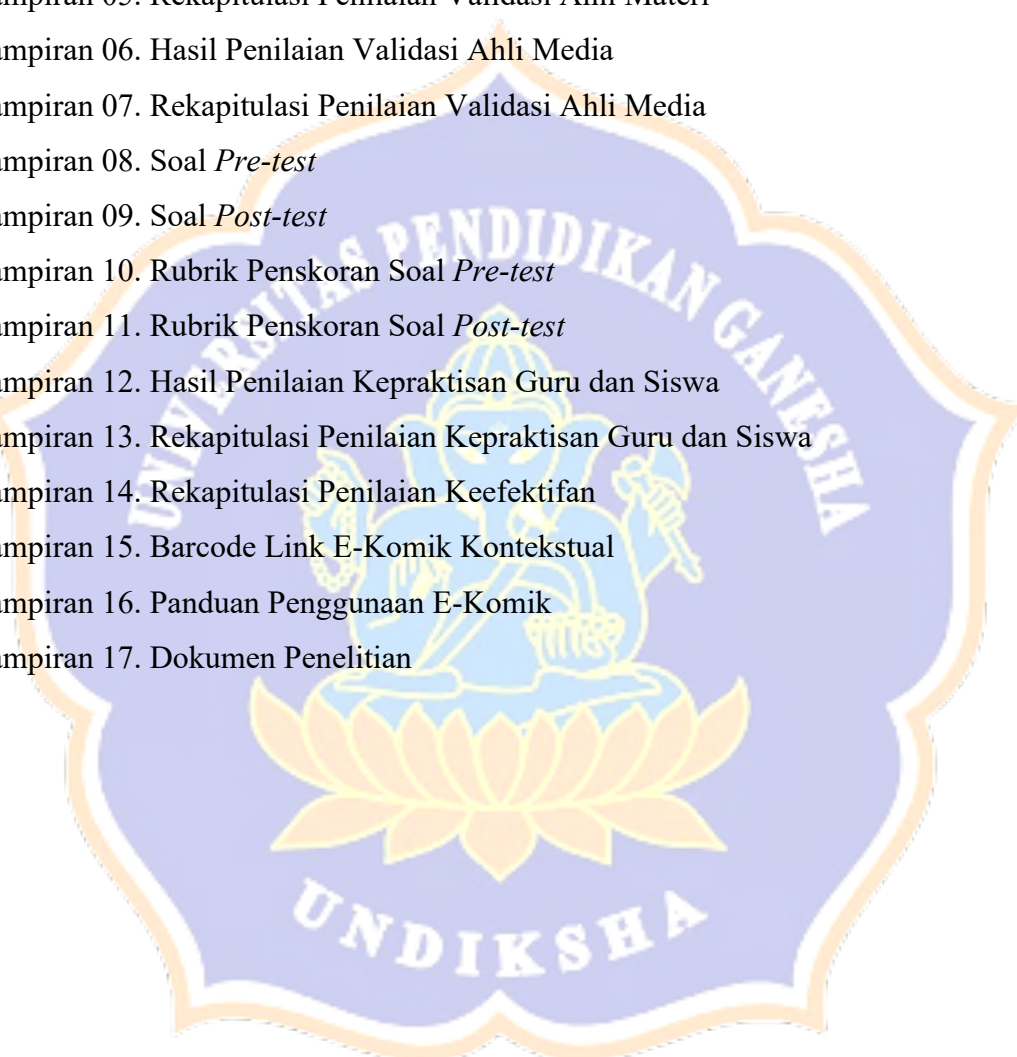 ampiran 05. Rekapitulasi Penilaian Validasi Ahli Materi
ampiran 06. Hasil Penilaian Validasi Ahli Media
ampiran 07. Rekapitulasi Penilaian Validasi Ahli Media
ampiran 08. Soal Pre-test
ampiran 09. Soal Post-test
ampiran 10. Rubrik Penskoran Soal Pre-test
ampiran 11. Rubrik Penskoran Soal Post-test
ampiran 12. Hasil Penilaian Kepraktisan Guru dan Siswa
ampiran 13. Rekapitulasi Penilaian Kepraktisan Guru dan Siswa
ampiran 14. Rekapitulasi Penilaian Keefektifan
ampiran 15. Barcode Link E-Komik Kontekstual
ampiran 16. Panduan Penggunaan E-Komik
ampiran 17. Dokumen Penelitian
UNIVERSITAS PENDIDIKAN GANESHA
UNDIKSHA